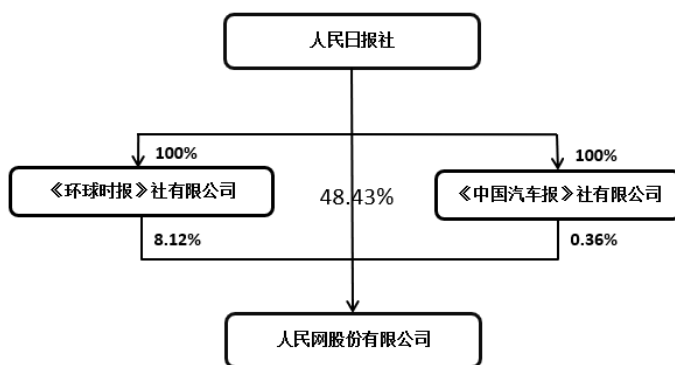 人民日报社
100%
100%
《环球时报》社有限公司
48.43%
《中国汽车报》社有限公司
8.12%
0.36%
人民网股份有限公司